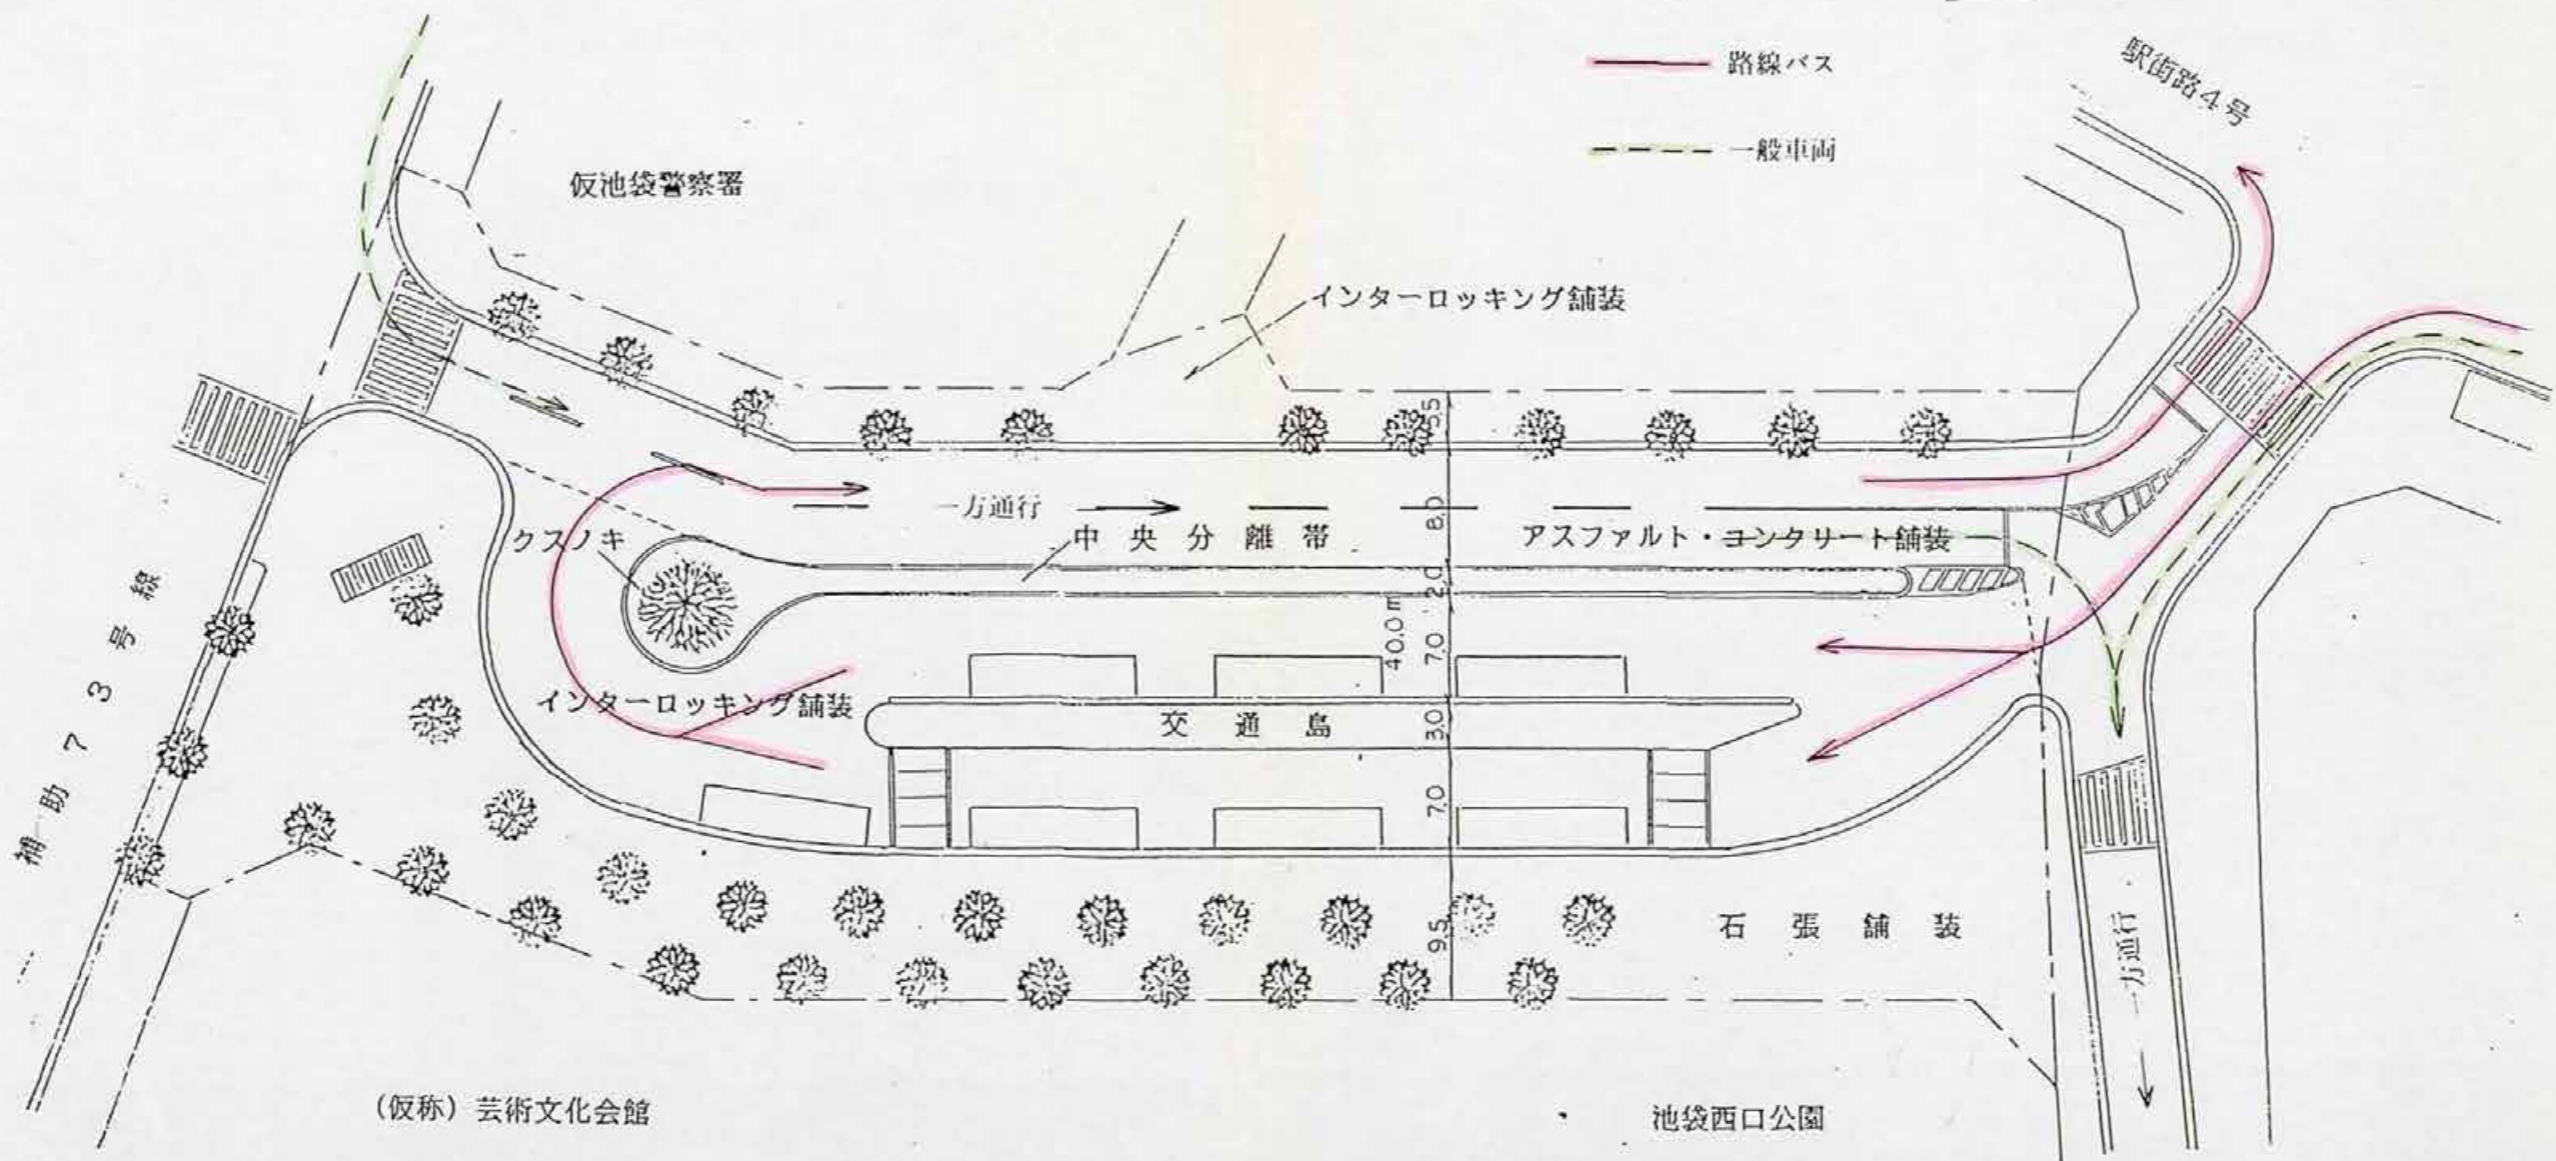 路線バス
一般車両
駅街路4号
仮池袋警察署
インターロッキング舗装
5.5
一方通行
8.0
クスノキ
中央分離帯
アスファルト・コンクリート舗装
2.0
40.0m
7.0
インターロッキング舗装
交通島
3.0
7.0
補助73号線
9.5
石張舗装
一方通行
(仮称)芸術文化会館
池袋西口公園